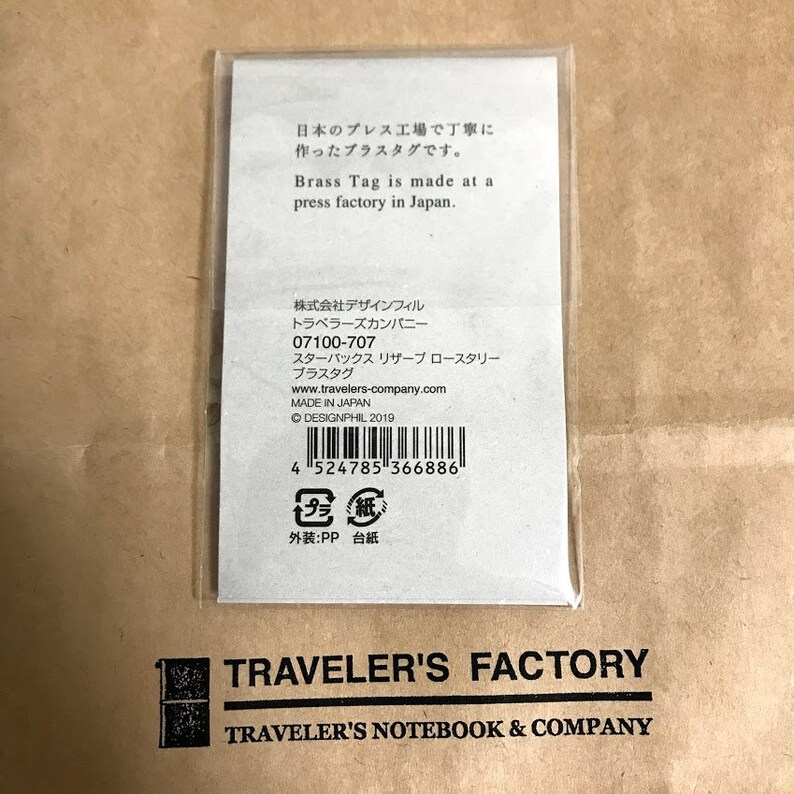 日本のプレス工場で丁寧に
作ったブラスタグです。
Brass Tag is made at a
press factory in Japan.
株式会社デザインフィル
トラベラーズカンパニー
07100-707
スターバックス リザーブ ロースタリー
ブラスタグ
www.travelers-company.com
MADE IN JAPAN
© DESIGNPHIL 2019
4 524785 366886
プラ 紙
外装:PP 台紙
TRAVELER'S FACTORY
TRAVELER'S NOTEBOOK & COMPANY